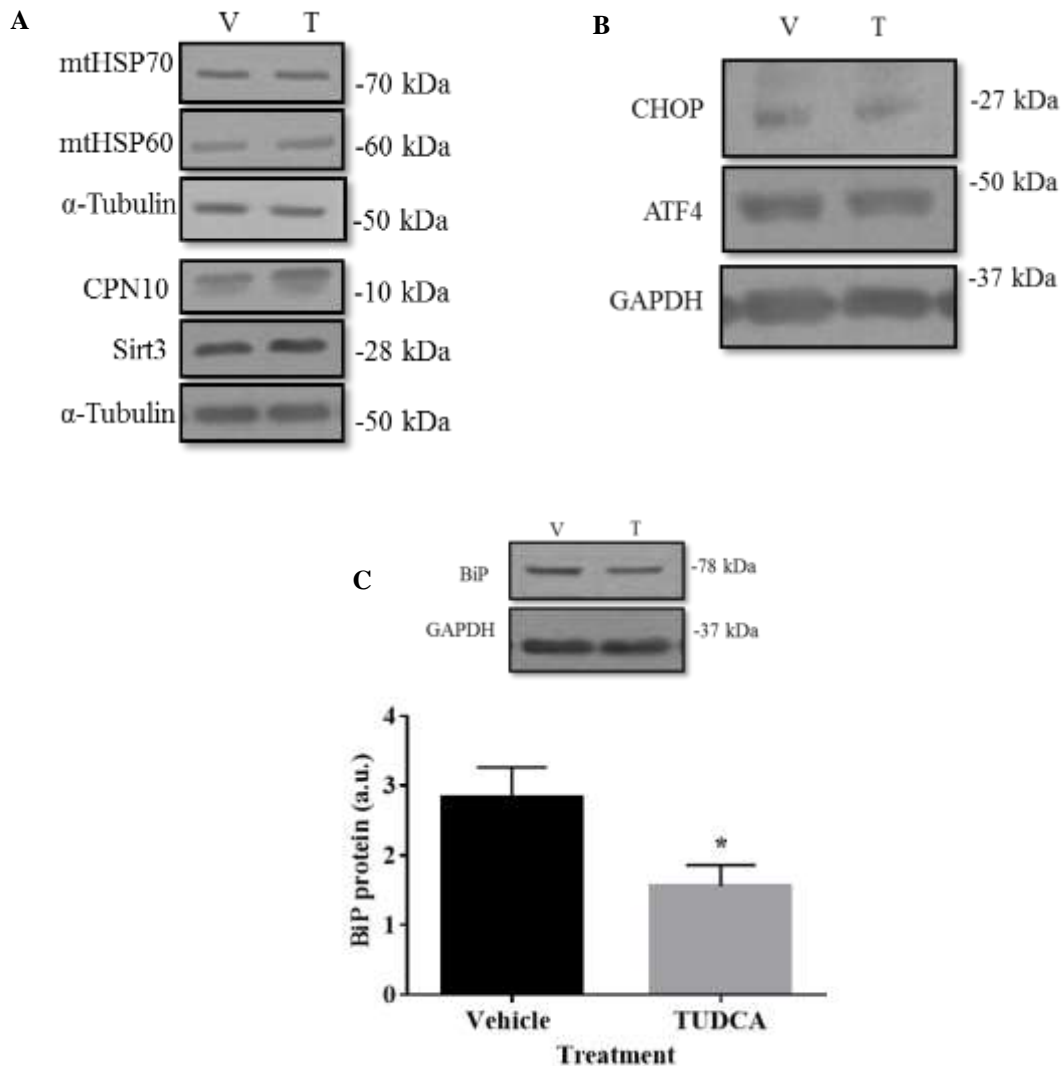 A
V T
mtHSP70
-70 kDa
mtHSP60
-60 kDa
α-Tubulin
-50 kDa
CPN10
-10 kDa
Sirt3
-28 kDa
α-Tubulin
-50 kDa
B
V T
CHOP
-27 kDa
ATF4
-50 kDa
GAPDH
-37 kDa
C
V T
BiP
-78 kDa
GAPDH
-37 kDa
BiP protein (a.u.)
4
3
2
1
0
*
Vehicle TUDCA
Treatment